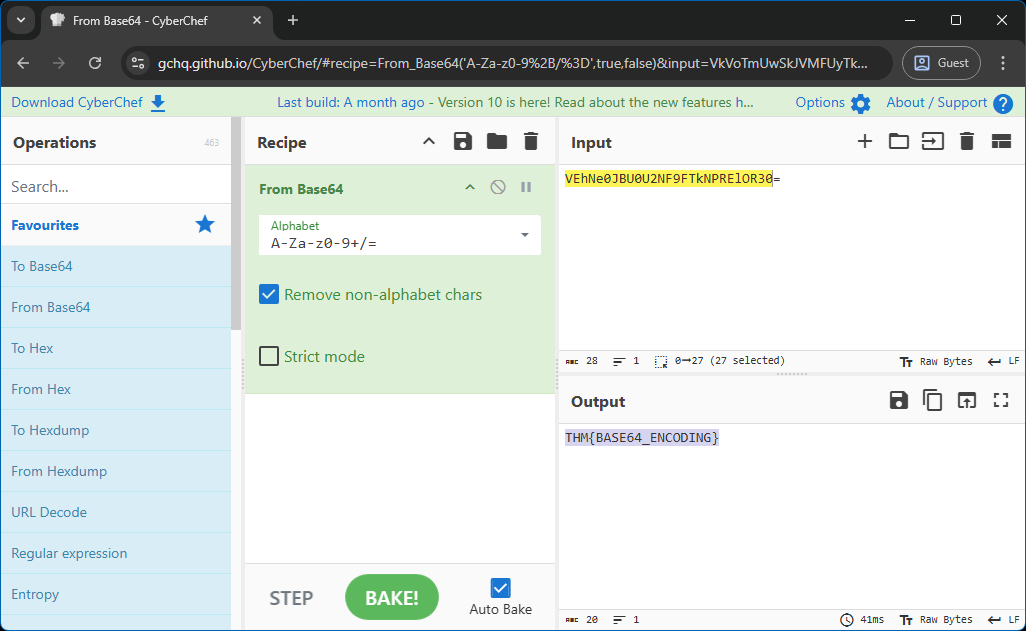 From Base64 - CyberChef
gchq.github.io/CyberChef/#recipe=From_Base64('A-Za-z0-9%2B/%3D',true,false)&input=VkVoTmUwSkJVMFUyTk...
Guest
Download CyberChef
Last build: A month ago - Version 10 is here! Read about the new features h...
Options
About / Support
Operations
463
Search...
Favourites
To Base64
From Base64
To Hex
From Hex
To Hexdump
From Hexdump
URL Decode
Regular expression
Entropy
Recipe
From Base64
Alphabet
A-Za-z0-9+/=
Remove non-alphabet chars
Strict mode
STEP
BAKE!
Auto Bake
Input
VEhNe0JBU0U2NF9FTkNPRElOR30=
ABC 28
1
0→27 (27 selected)
Raw Bytes
LF
Output
THM{BASE64_ENCODING}
ABC 20
1
41ms
Raw Bytes
LF